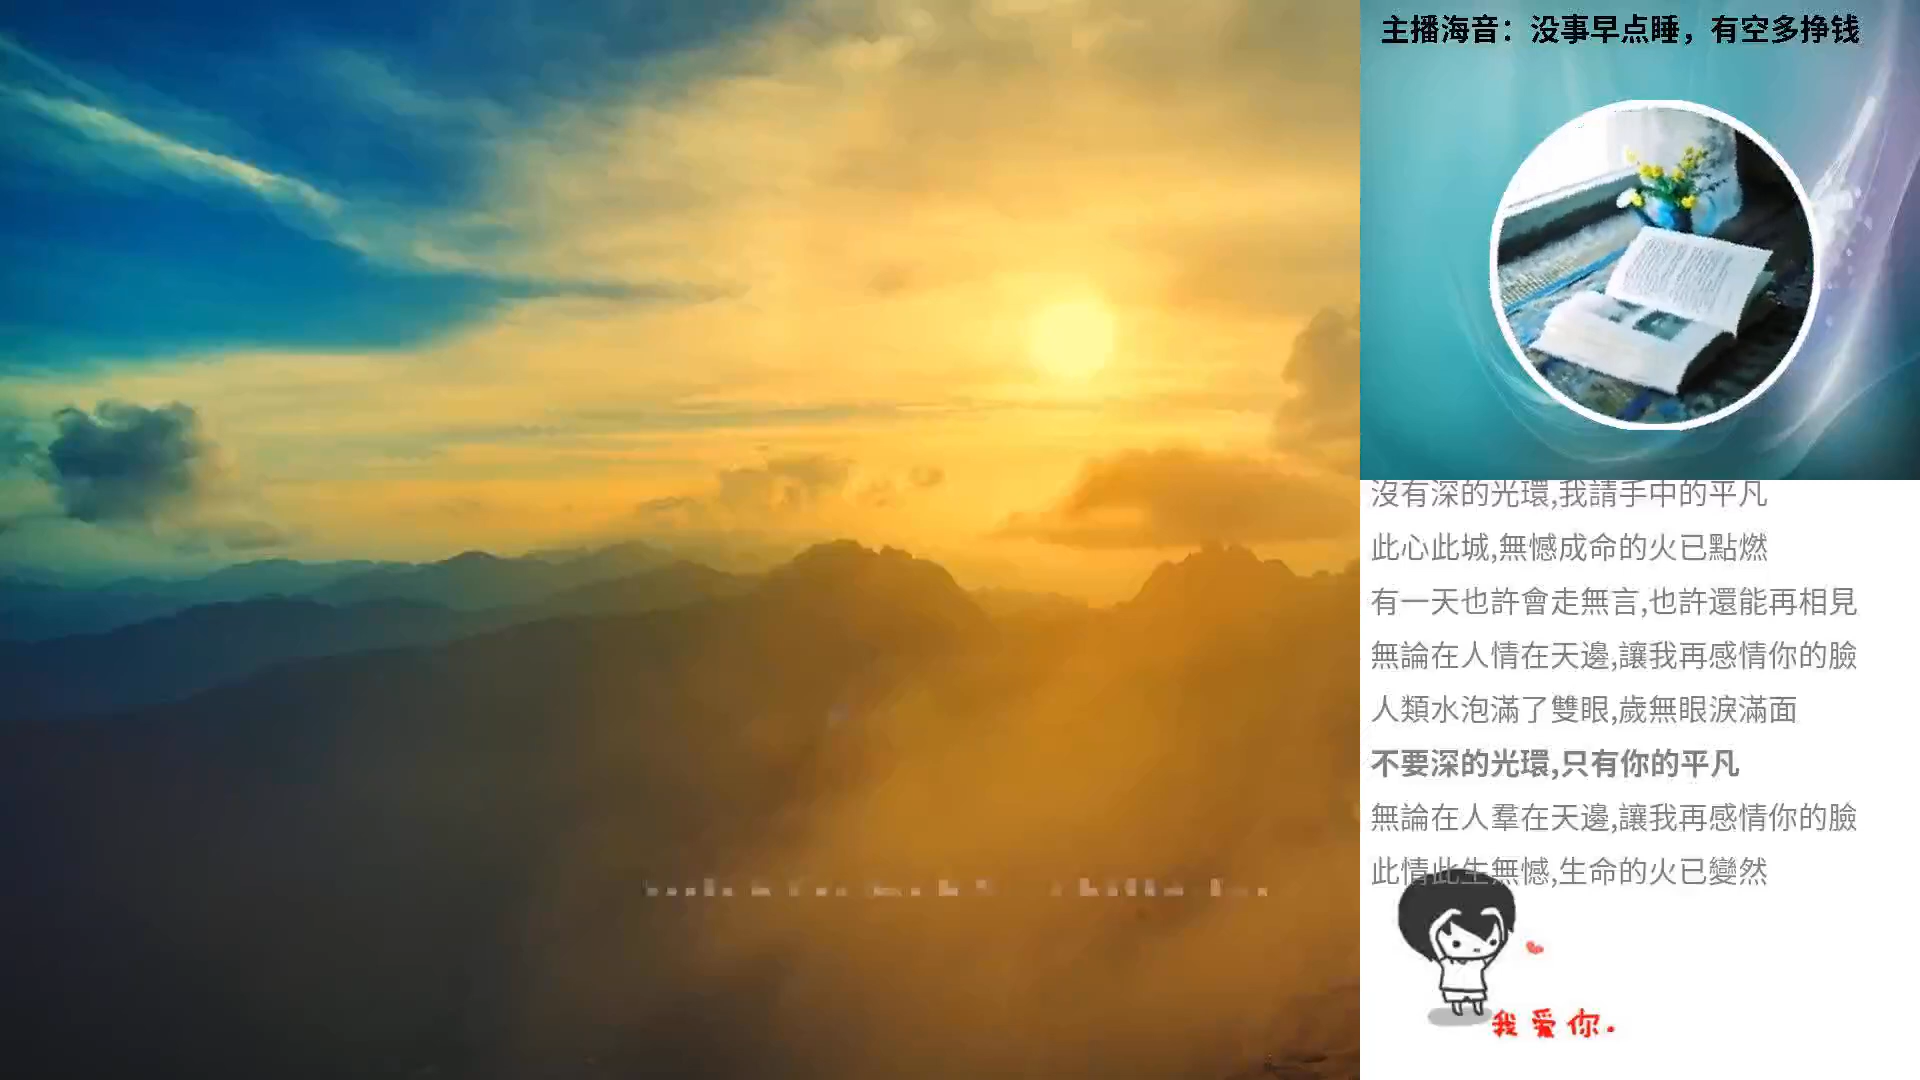 主播海音：没事早点睡，有空多挣钱
沒有深的光環,我請手中的平凡
此心此城,無憾成命的火已點燃
有一天也許會走無言,也許還能再相見
無論在人情在天邊,讓我再感情你的臉
人類水泡滿了雙眼,歲無眼淚滿面
不要深的光環,只有你的平凡
無論在人羣在天邊,讓我再感情你的臉
此情此生無憾,生命的火已變然
我爱你.